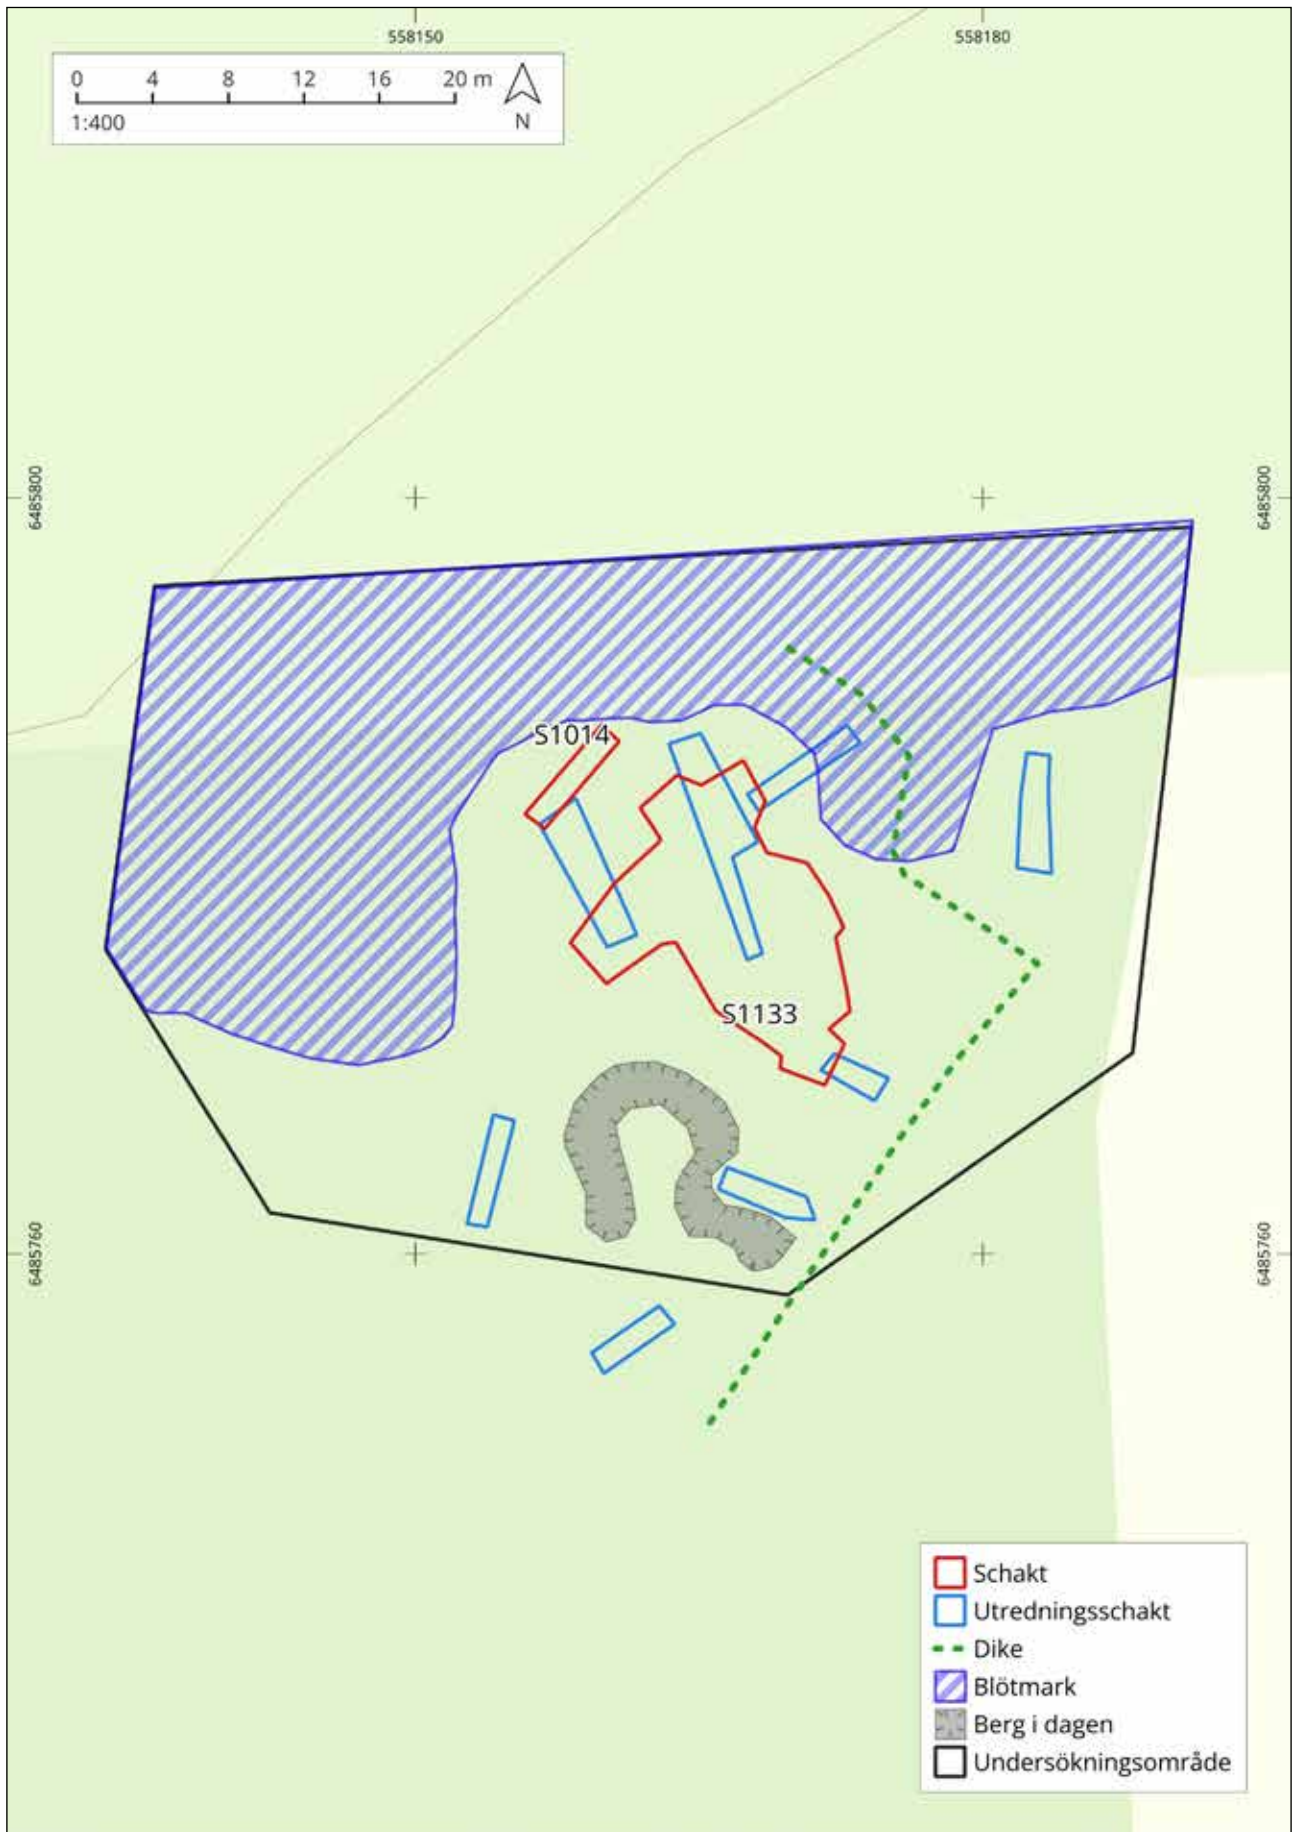 558150
558180
0 4 8 12 16 20 m
1:400
N
6485800
6485800
S1014
S1133
6485760
6485760
Schakt
Utredningsschakt
Dike
Blötmark
Berg i dagen
Undersökningsområde